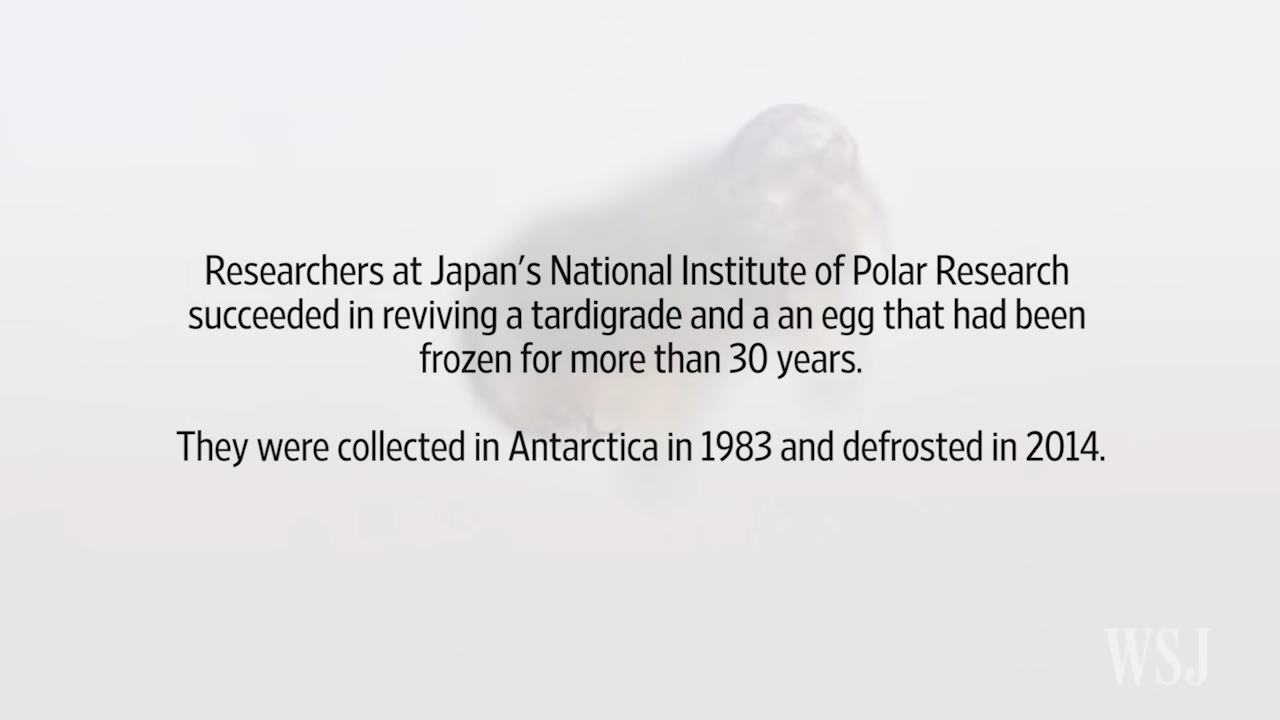 Researchers at Japan's National Institute of Polar Research
succeeded in reviving a tardigrade and a an egg that had been
frozen for more than 30 years.
They were collected in Antarctica in 1983 and defrosted in 2014.
WSJ